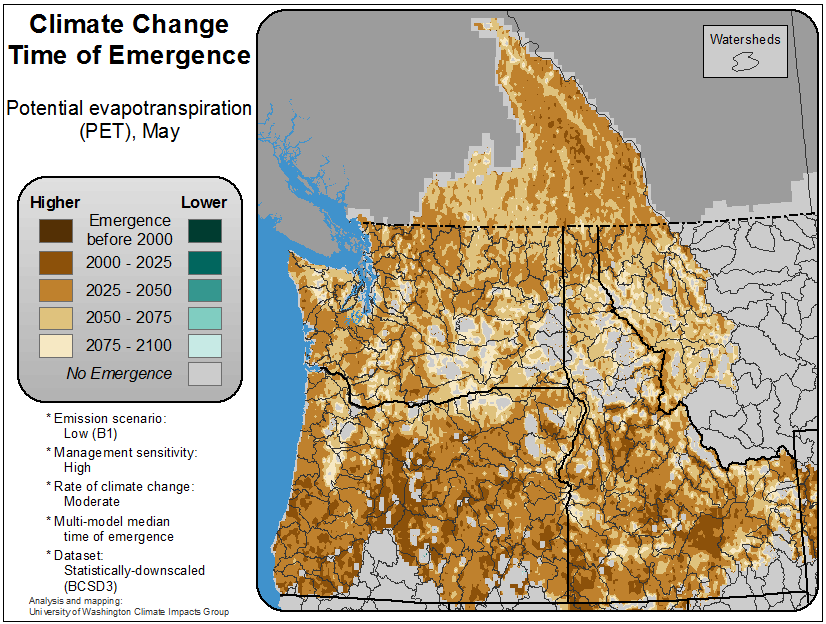 Climate Change
Time of Emergence
Potential evapotranspiration
(PET), May
Higher
Lower
Emergence
before 2000
2000 - 2025
2025 - 2050
2050 - 2075
2075 - 2100
No Emergence
* Emission scenario:
Low (B1)
* Management sensitivity:
High
* Rate of climate change:
Moderate
* Multi-model median
time of emergence
* Dataset:
Statistically-downscaled
(BCSD3)
Analysis and mapping:
University of Washington Climate Impacts Group
Watersheds